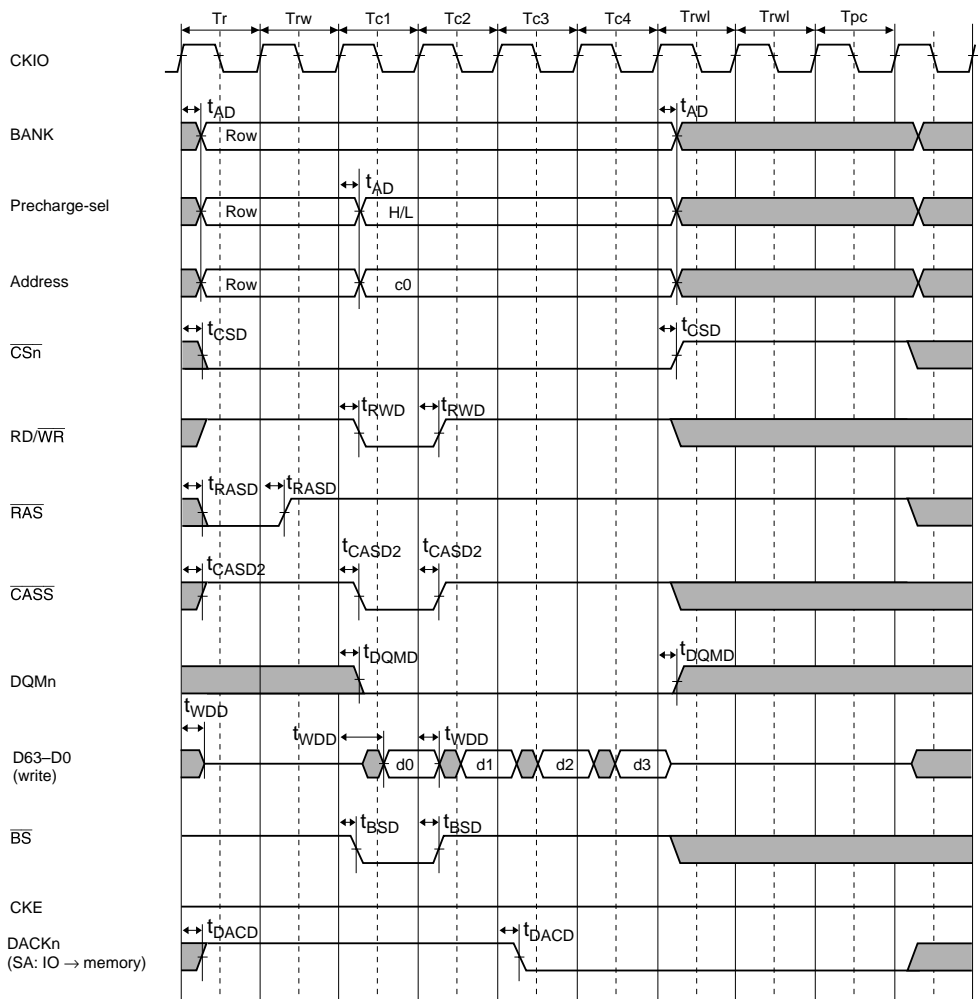 Tr Trw Tc1 Tc2 Tc3 Tc4 Trwl Trwl Tpc
CKIO
tAD tAD
BANK Row
tAD
Precharge-sel Row H/L
Address Row c0
tCSD tCSD
CSn
tRWD tRWD
RD/WR
tRASD tRASD
RAS
tCASD2 tCASD2 tCASD2
CASS
tDQMD tDQMD
DQMn
tWDD tWDD tWDD
D63–D0 d0 d1 d2 d3
(write)
tBSD tBSD
BS
CKE
tDACD tDACD
DACKn
(SA: IO → memory)